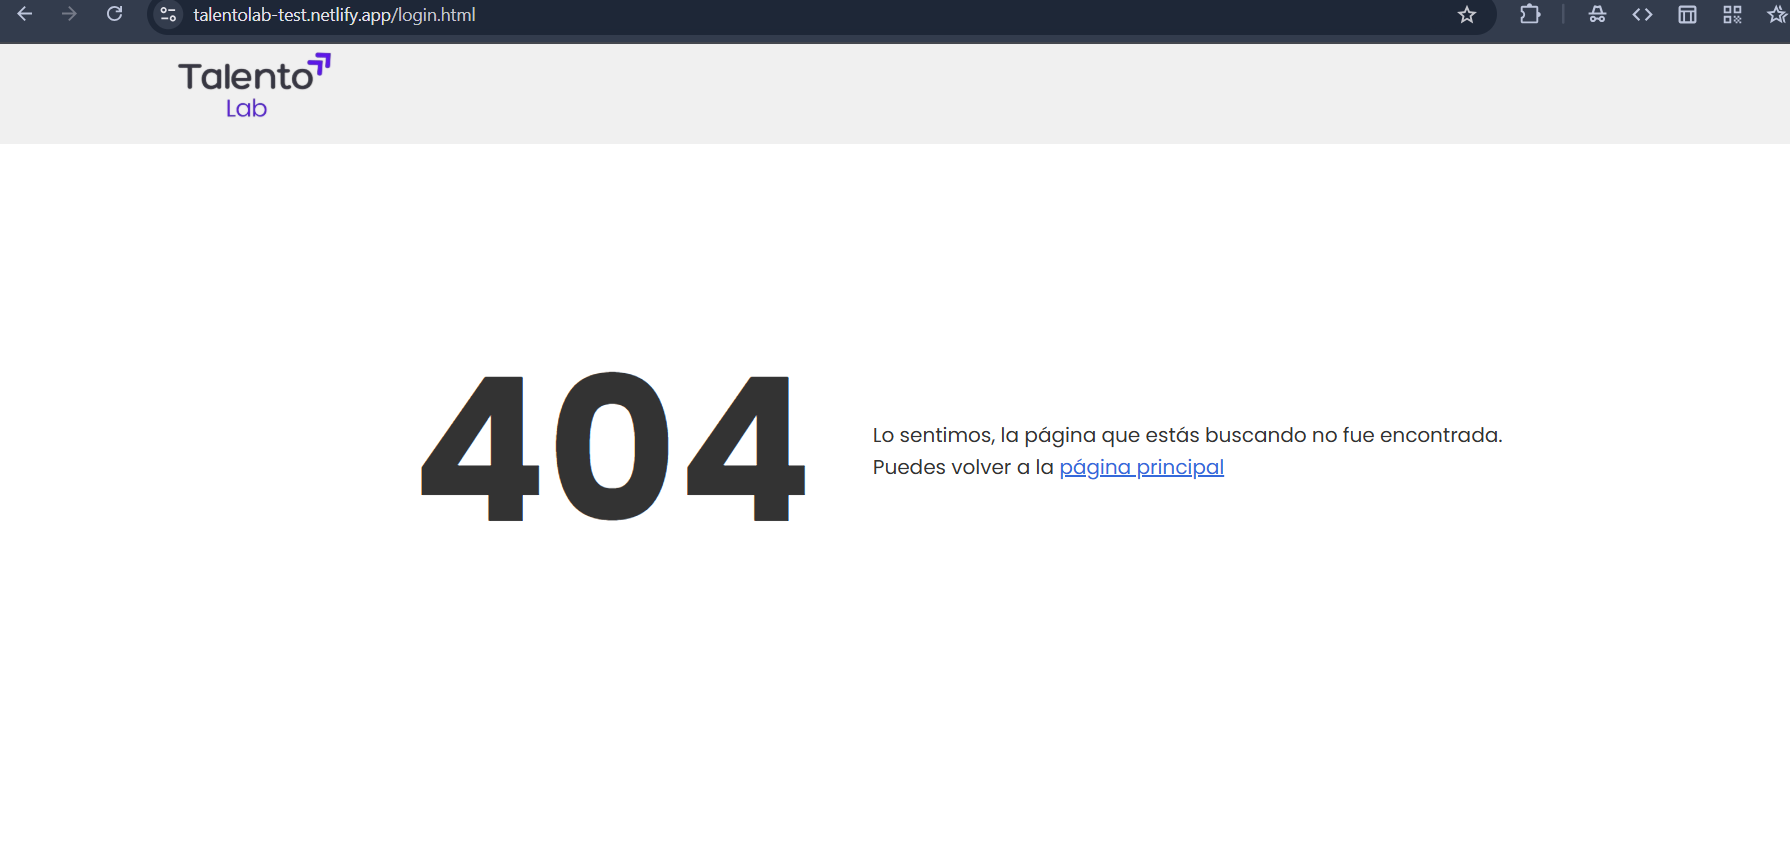 talentolab-test.netlify.app/login.html
Talento
Lab
404
Lo sentimos, la página que estás buscando no fue encontrada.
Puedes volver a la página principal